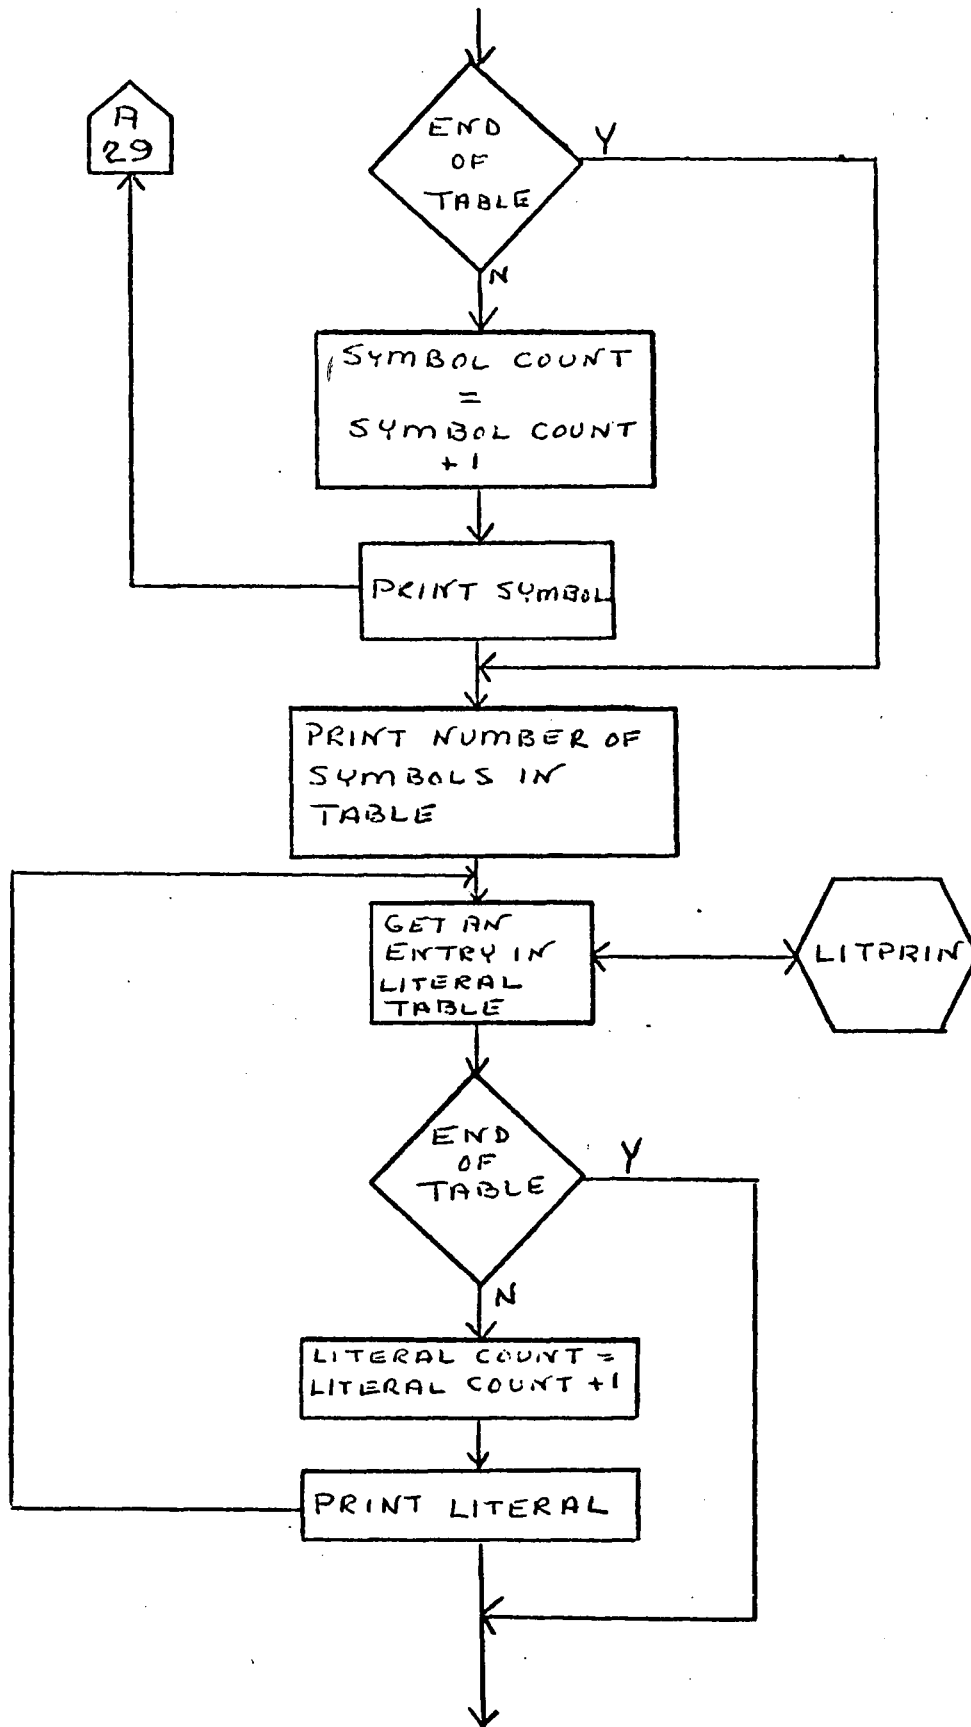 A
29
END
OF
TABLE
Y
N
SYMBOL COUNT
=
SYMBOL COUNT
+1
PRINT SYMBOL
PRINT NUMBER OF
SYMBOLS IN
TABLE
GET AN
ENTRY IN
LITERAL
TABLE
LITPRIN
END
OF
TABLE
Y
N
LITERAL COUNT =
LITERAL COUNT +1
PRINT LITERAL